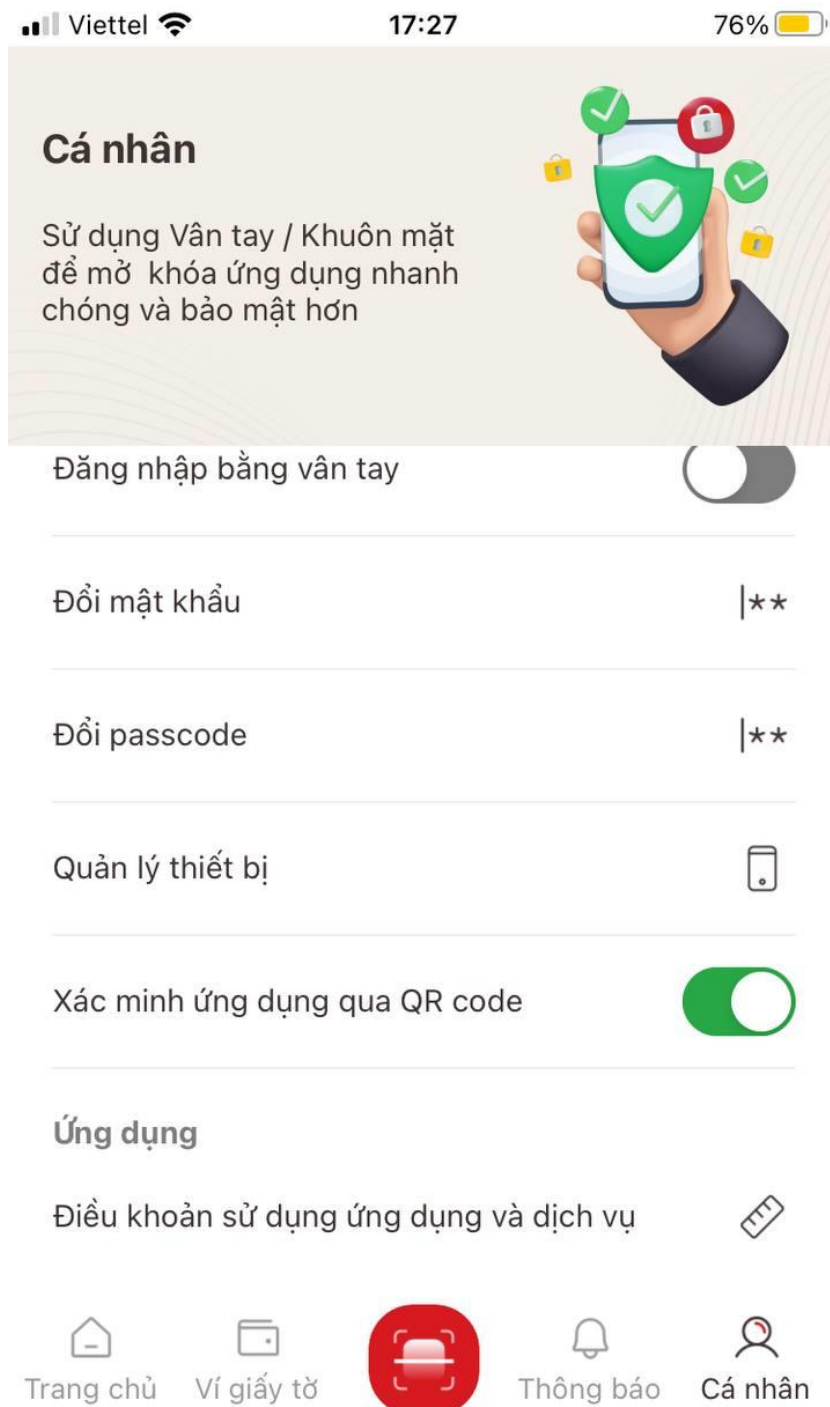 Viettel 17:27 76%
Cá nhân
Sử dụng Vân tay / Khuôn mặt
để mở khóa ứng dụng nhanh
chóng và bảo mật hơn
Đăng nhập bằng vân tay
Đổi mật khẩu |**
Đổi passcode |**
Quản lý thiết bị
Xác minh ứng dụng qua QR code
Ứng dụng
Điều khoản sử dụng ứng dụng và dịch vụ
Trang chủ Ví giấy tờ Thông báo Cá nhân